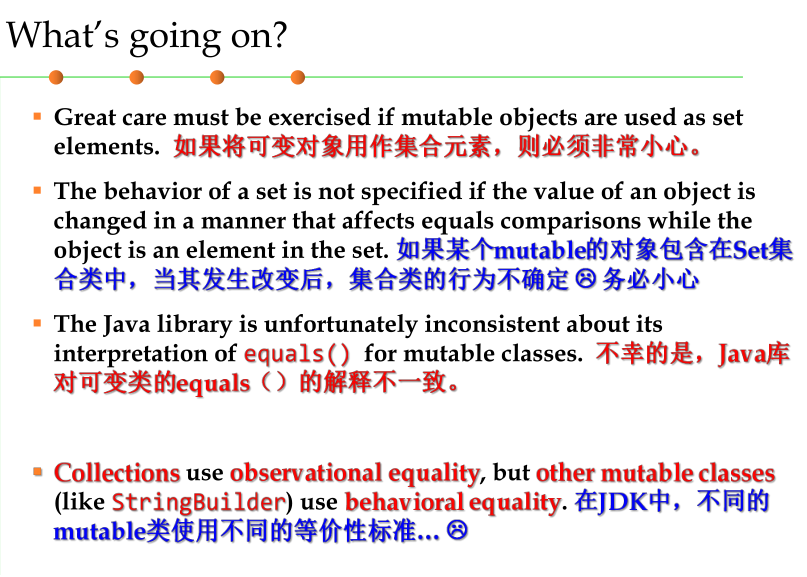 What's going on?
Great care must be exercised if mutable objects are used as set
elements. 如果将可变对象用作集合元素，则必须非常小心。
The behavior of a set is not specified if the value of an object is
changed in a manner that affects equals comparisons while the
object is an element in the set. 如果某个mutable的对象包含在Set集
合类中，当其发生改变后，集合类的行为不确定 ☹ 务必小心
The Java library is unfortunately inconsistent about its
interpretation of equals() for mutable classes. 不幸的是，Java库
对可变类的equals（）的解释不一致。
Collections use observational equality, but other mutable classes
(like StringBuilder) use behavioral equality. 在JDK中，不同的
mutable类使用不同的等价性标准… ☹